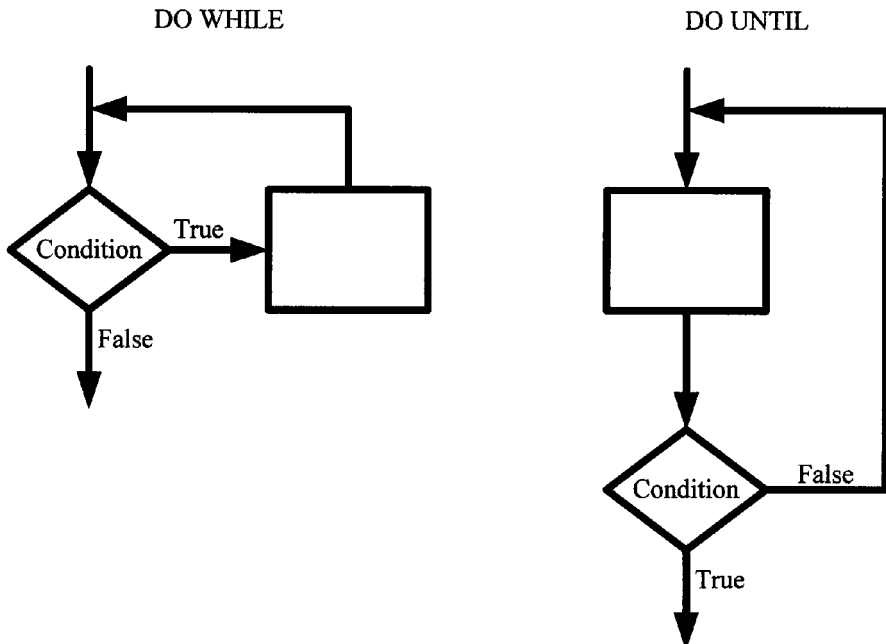 DO WHILE
DO UNTIL
Condition
True
False
Condition
False
True